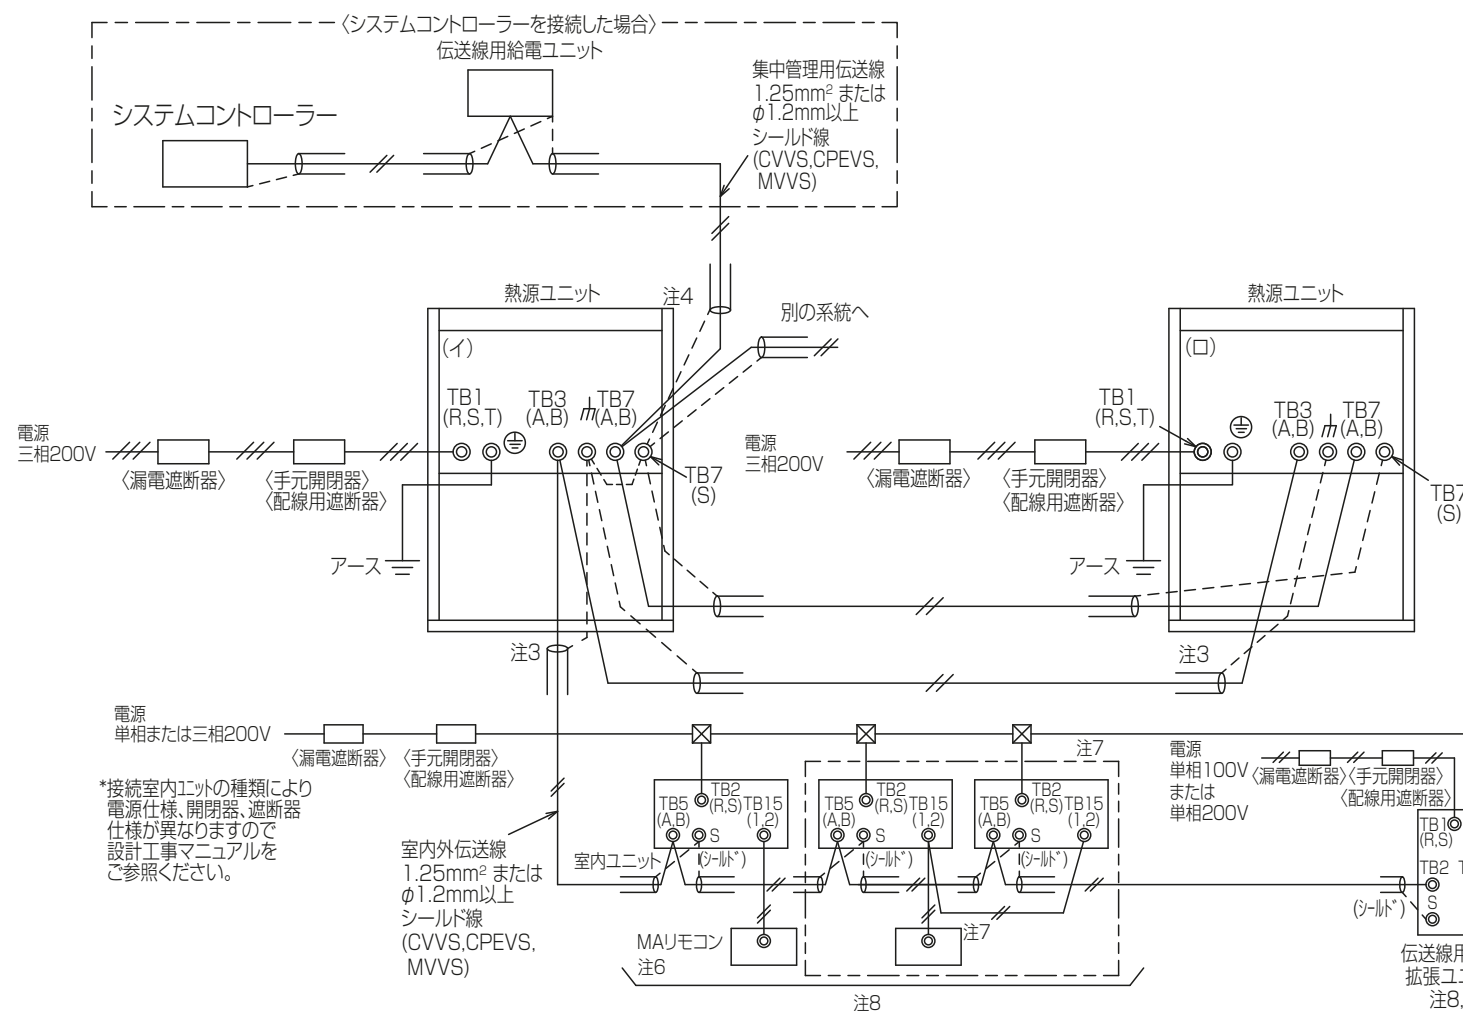 〈システムコントローラーを接続した場合〉
伝送線用給電ユニット
システムコントローラー
集中管理用伝送線
1.25mm² または
φ1.2mm以上
シールド線
(CVVS,CPEVS,
MVVS)
熱源ユニット
注4
別の系統へ
(イ)
TB1
(R,S,T)
TB3
(A,B)
TB7
(A,B)
TB7
(S)
電源
三相200V
〈漏電遮断器〉
〈手元開閉器〉
〈配線用遮断器〉
アース
熱源ユニット
(ロ)
TB1
(R,S,T)
TB3
(A,B)
TB7
(A,B)
TB7
(S)
電源
三相200V
〈漏電遮断器〉
〈手元開閉器〉
〈配線用遮断器〉
アース
注3
注3
電源
単相または三相200V
〈漏電遮断器〉
〈手元開閉器〉
〈配線用遮断器〉
*接続室内ユニットの種類により
電源仕様、開閉器、遮断器
仕様が異なりますので
設計工事マニュアルを
ご参照ください。
室内外伝送線
1.25mm² または
φ1.2mm以上
シールド線
(CVVS,CPEVS,
MVVS)
室内ユニット
TB5
(A,B)
TB2
(R,S)
TB15
(1,2)
S
(シールド)
TB5
(A,B)
TB2
(R,S)
TB15
(1,2)
S
(シールド)
TB5
(A,B)
TB2
(R,S)
TB15
(1,2)
S
(シールド)
注7
MAリモコン
注6
注7
注8
電源
単相100V
または
単相200V
〈漏電遮断器〉
〈手元開閉器〉
〈配線用遮断器〉
TB1
(R,S)
TB2
S
(シールド)
伝送線用
拡張ユニ
注8,